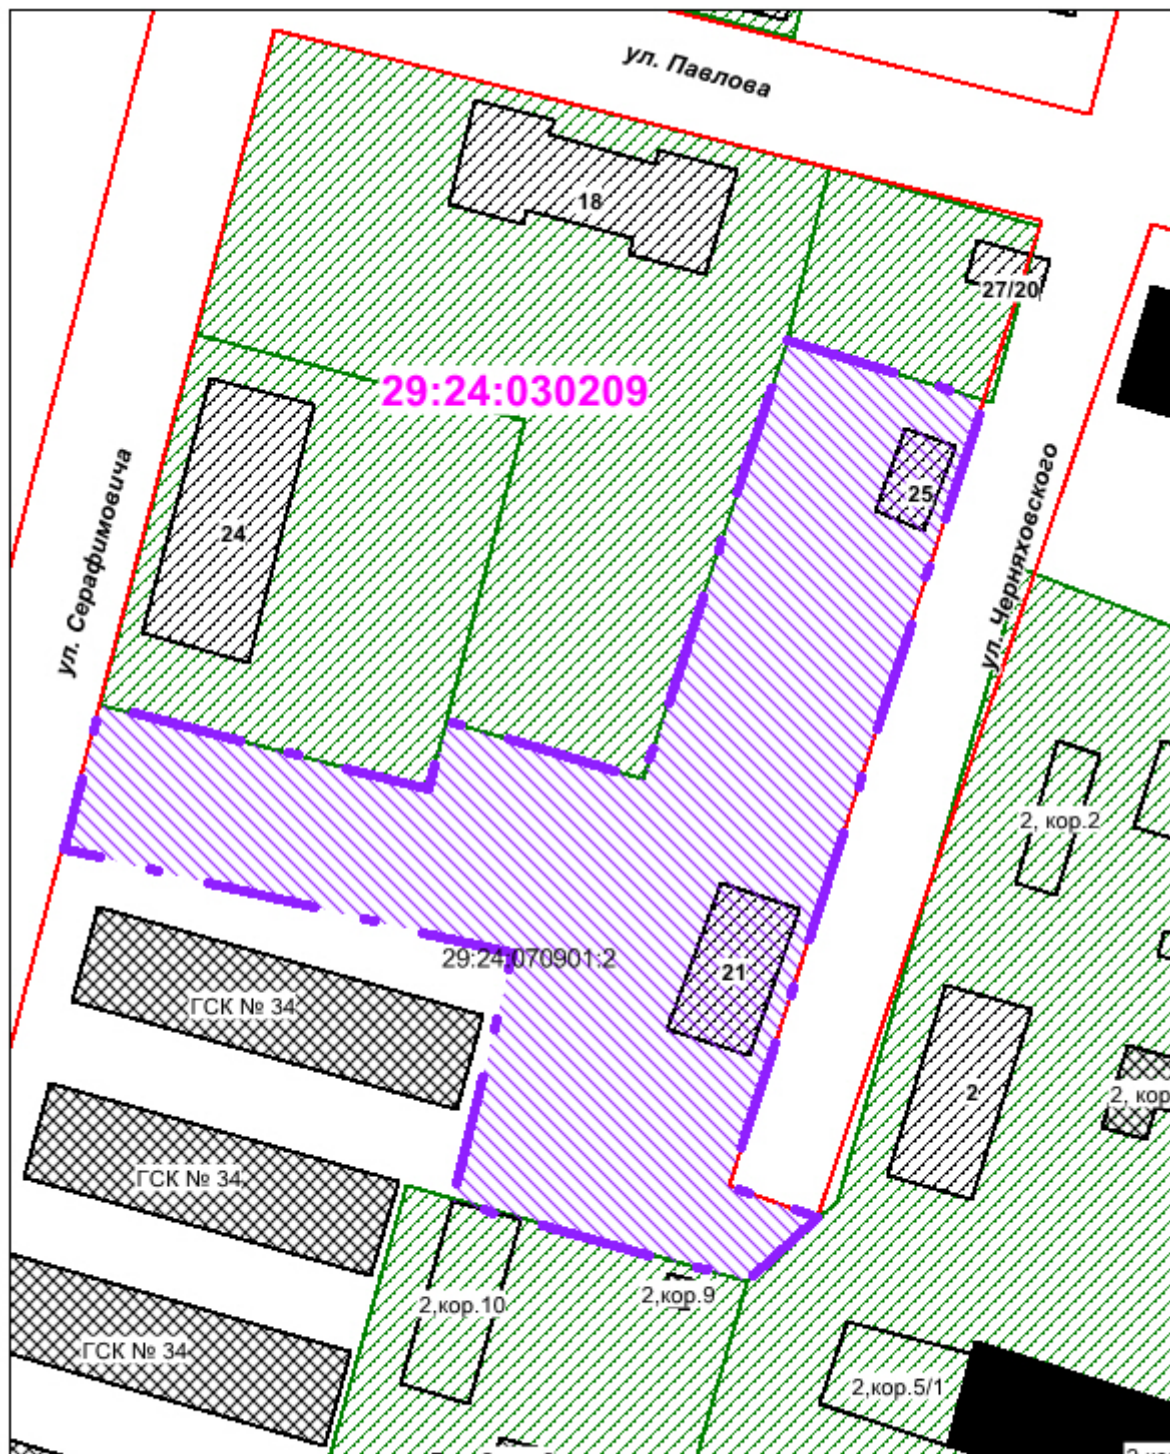 ул. Павлова
18
27/20
29:24:030209
25
24
ул. Серафимовича
ул. Черняховского
2, кор.2
29:24:070901:2
21
ГСК № 34
2
2, кор
ГСК № 34
2,кор.9
2,кор.10
ГСК № 34
2,кор.5/1